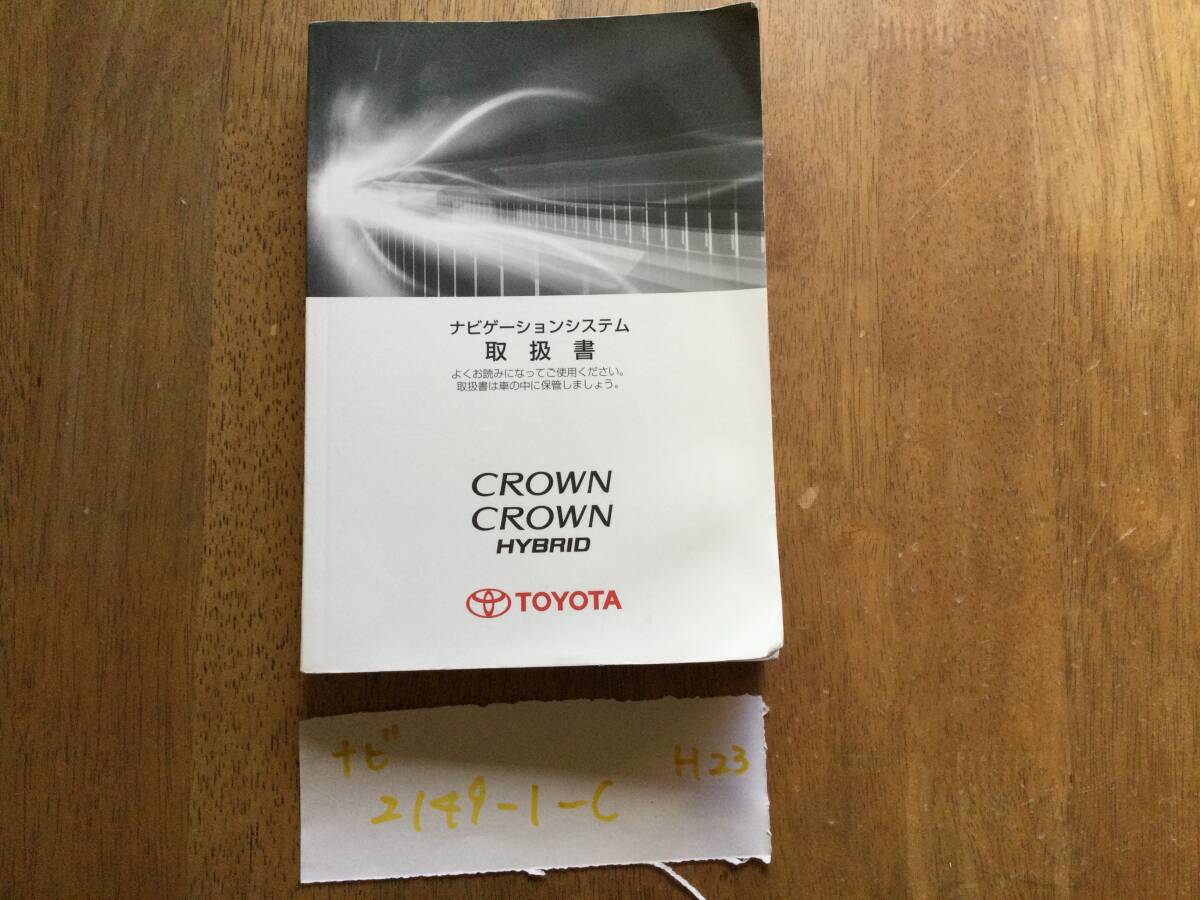 ナビゲーションシステム
取扱書
よくお読みになってご使用ください。
取扱書は車の中に保管しましょう。
CROWN
CROWN
HYBRID
TOYOTA
ナビ H23
2149-1-C